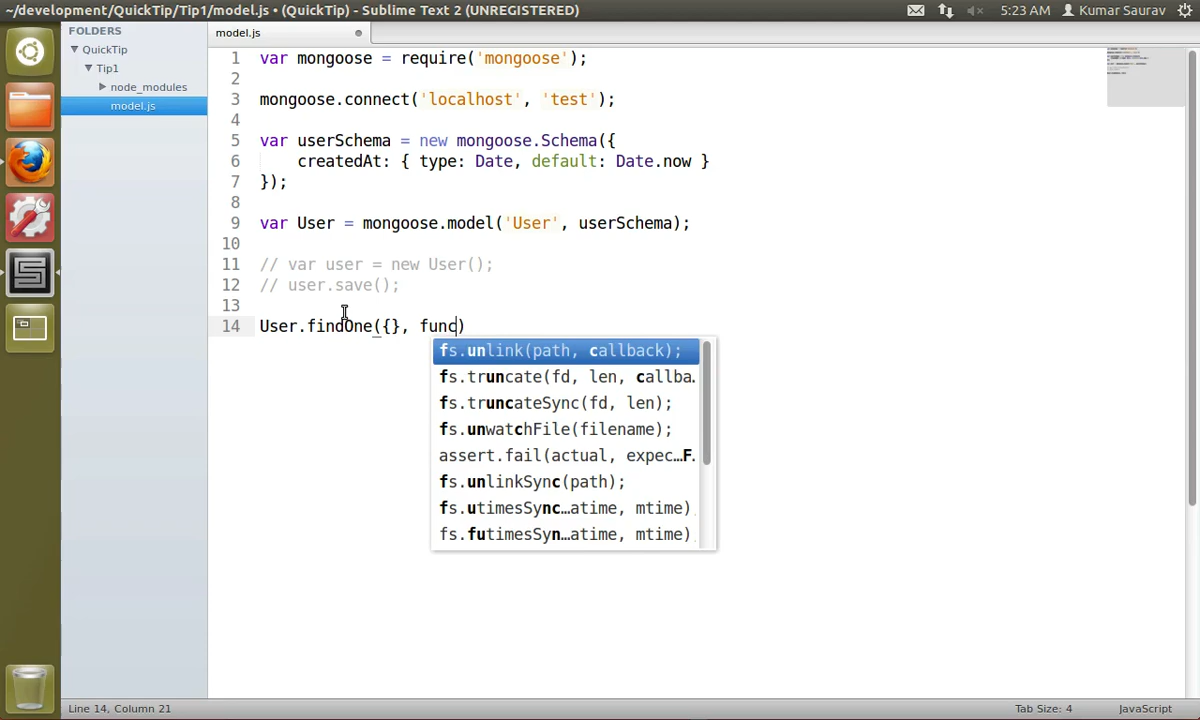 ~/development/QuickTip/Tip1/model.js • (QuickTip) - Sublime Text 2 (UNREGISTERED)
5:23 AM
Kumar Saurav
FOLDERS
QuickTip
Tip1
node_modules
model.js
model.js
1 var mongoose = require('mongoose');
2
3 mongoose.connect('localhost', 'test');
4
5 var userSchema = new mongoose.Schema({
6     createdAt: { type: Date, default: Date.now }
7 });
8
9 var User = mongoose.model('User', userSchema);
10
11 // var user = new User();
12 // user.save();
13
14 User.findOne({}, func)
fs.unlink(path, callback);
fs.truncate(fd, len, callba…
fs.truncateSync(fd, len);
fs.unwatchFile(filename);
assert.fail(actual, expec…F…
fs.unlinkSync(path);
fs.utimesSync…atime, mtime)
fs.futimesSyn…atime, mtime)
Line 14, Column 21
Tab Size: 4
JavaScript